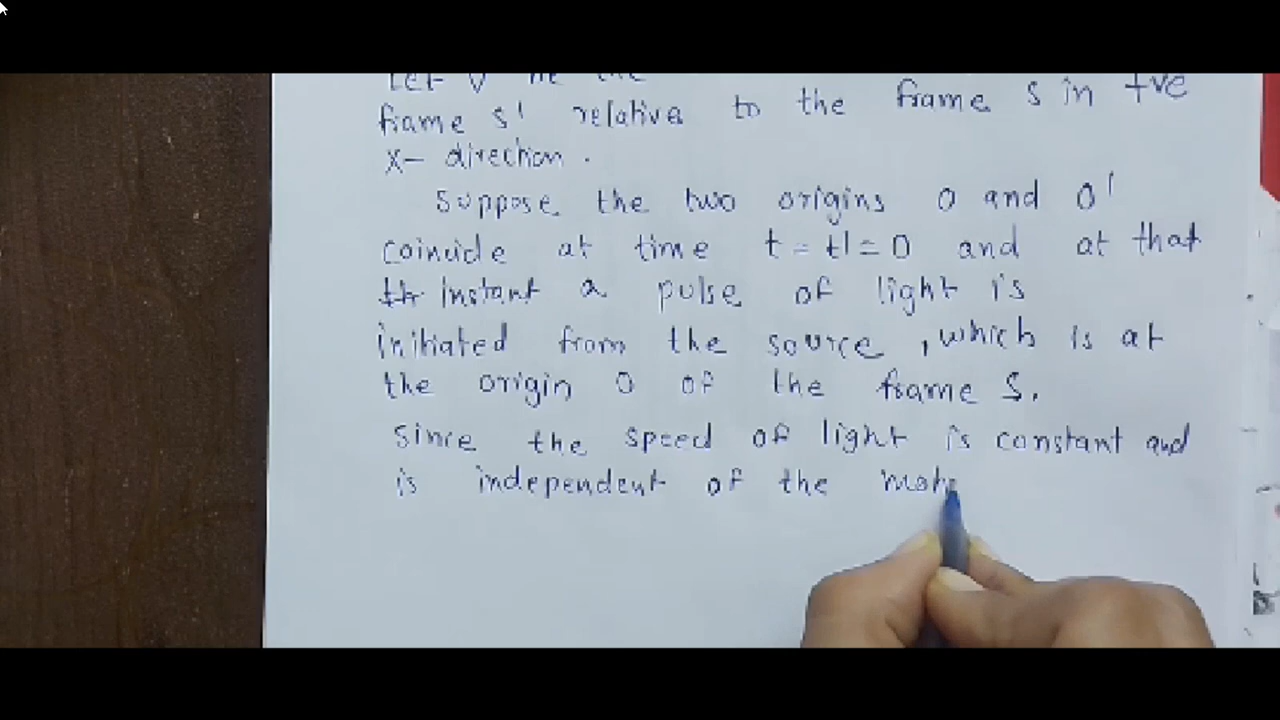 Let V
frame s' relative to the frame S in +ve
X- direction.
Suppose the two origins O and O'
coincide at time t = t' = 0 and at that
instant a pulse of light is
initiated from the source, which is at
the origin O of the frame S.
Since the speed of light is constant and
is independent of the moti